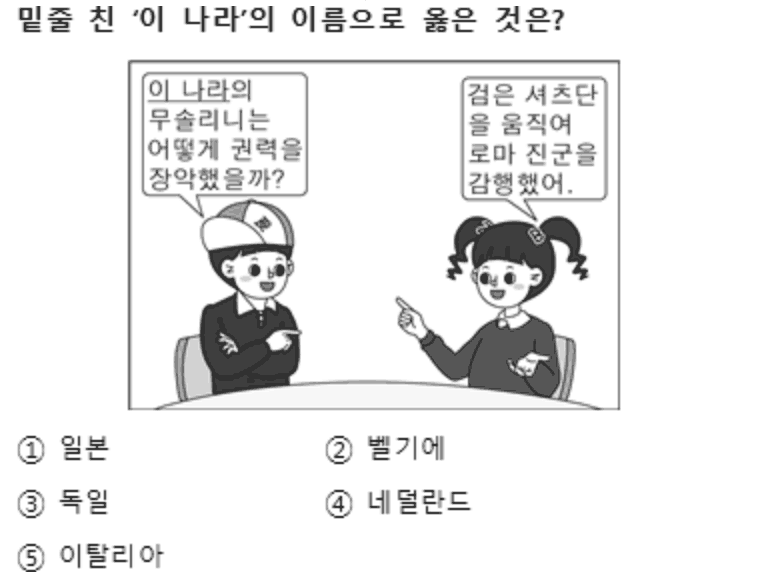 밑줄 친 ‘이 나라’의 이름으로 옳은 것은?
이 나라의
무솔리니는
어떻게 권력을
장악했을까?
검은 셔츠단
을 움직여
로마 진군을
감행했어.
① 일본
② 벨기에
③ 독일
④ 네덜란드
⑤ 이탈리아